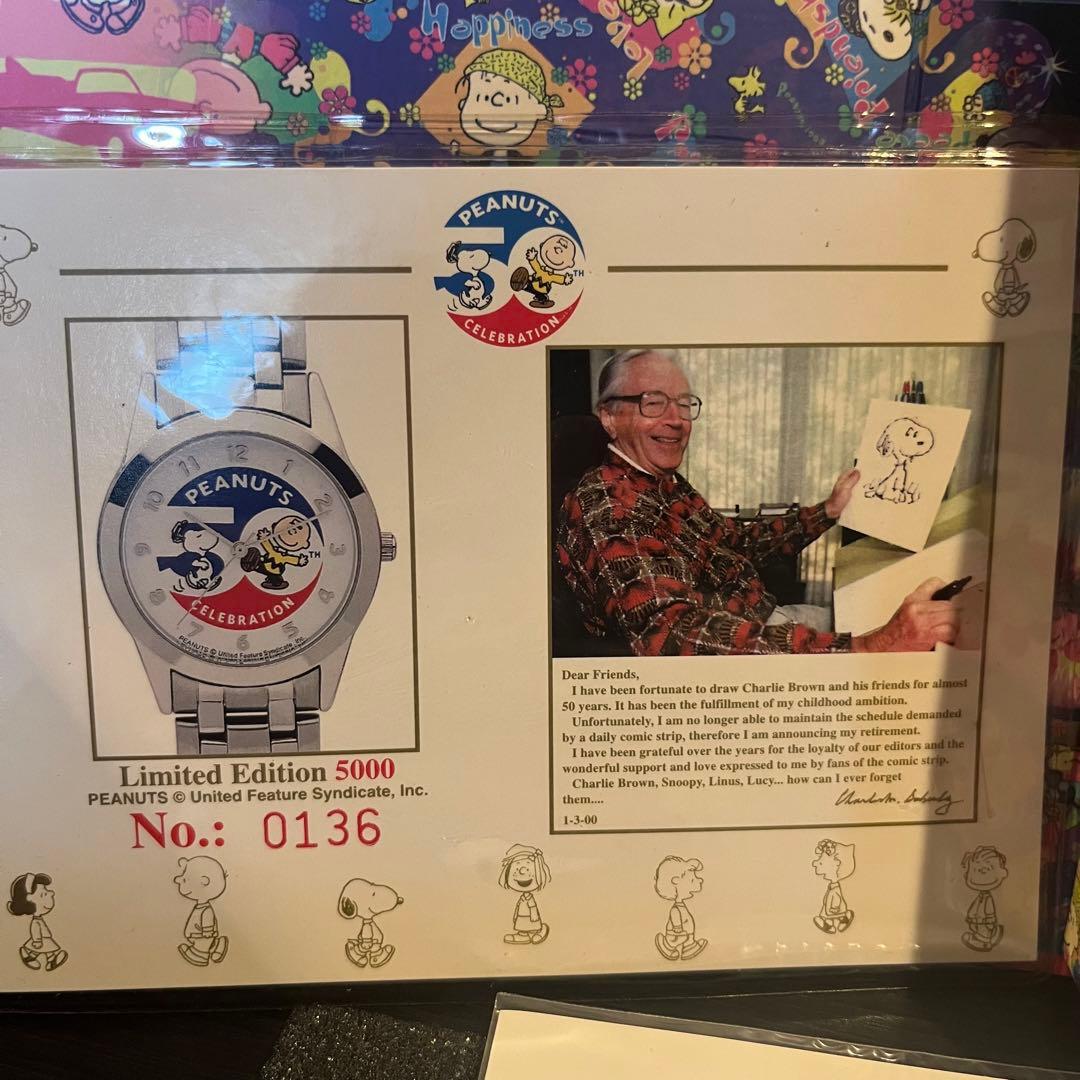 Happiness
PEANUTS™
50TH
CELEBRATION
12
11
1
10
2
9
3
8
4
7
6
5
PEANUTS
50TH
CELEBRATION
PEANUTS © United Feature Syndicate, Inc.
Limited Edition 5000
PEANUTS © United Feature Syndicate, Inc.
No.: 0136
Dear Friends,
I have been fortunate to draw Charlie Brown and his friends for almost
50 years. It has been the fulfillment of my childhood ambition.
Unfortunately, I am no longer able to maintain the schedule demanded
by a daily comic strip, therefore I am announcing my retirement.
I have been grateful over the years for the loyalty of our editors and the
wonderful support and love expressed to me by fans of the comic strip.
Charlie Brown, Snoopy, Linus, Lucy... how can I ever forget
them....
1-3-00